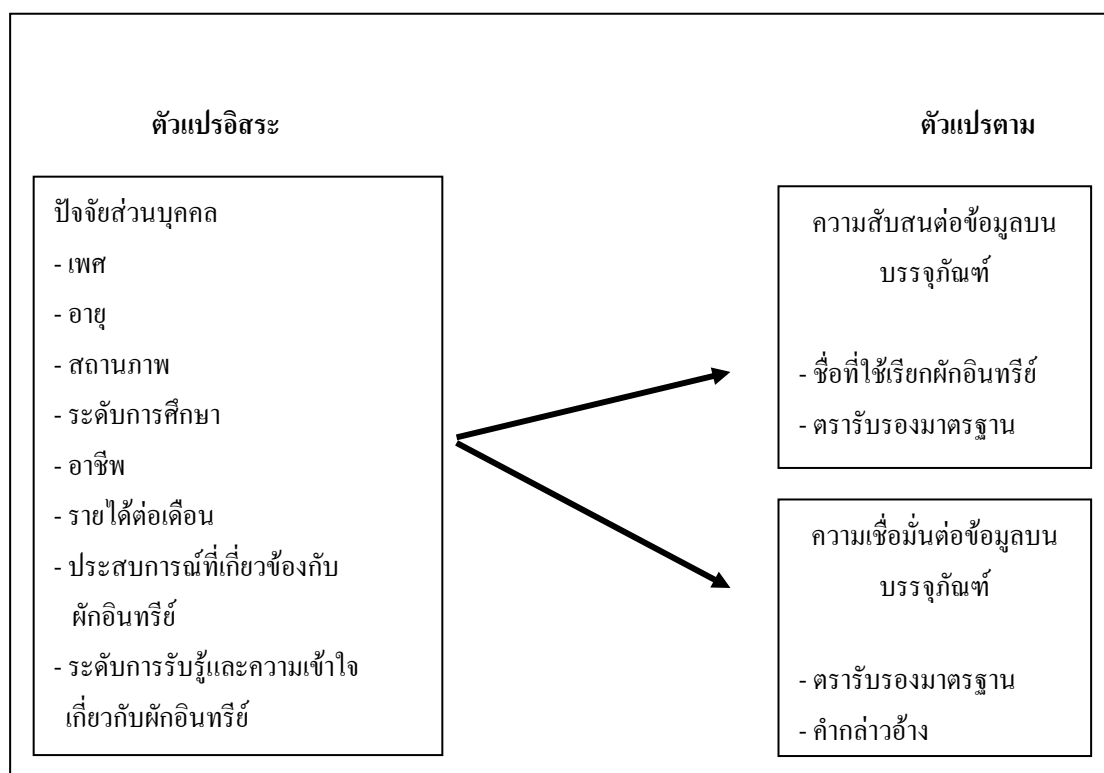 ตัวแปรอิสระ
ตัวแปรตาม
ปัจจัยส่วนบุคคล
- เพศ
- อายุ
- สถานภาพ
- ระดับการศึกษา
- อาชีพ
- รายได้ต่อเดือน
- ประสบการณ์ที่เกี่ยวข้องกับ
ผักอินทรีย์
- ระดับการรับรู้และความเข้าใจ
เกี่ยวกับผักอินทรีย์
ความสับสนต่อข้อมูลบน
บรรจุภัณฑ์
- ชื่อที่ใช้เรียกผักอินทรีย์
- ตรารับรองมาตรฐาน
ความเชื่อมั่นต่อข้อมูลบน
บรรจุภัณฑ์
- ตรารับรองมาตรฐาน
- คำกล่าวอ้าง